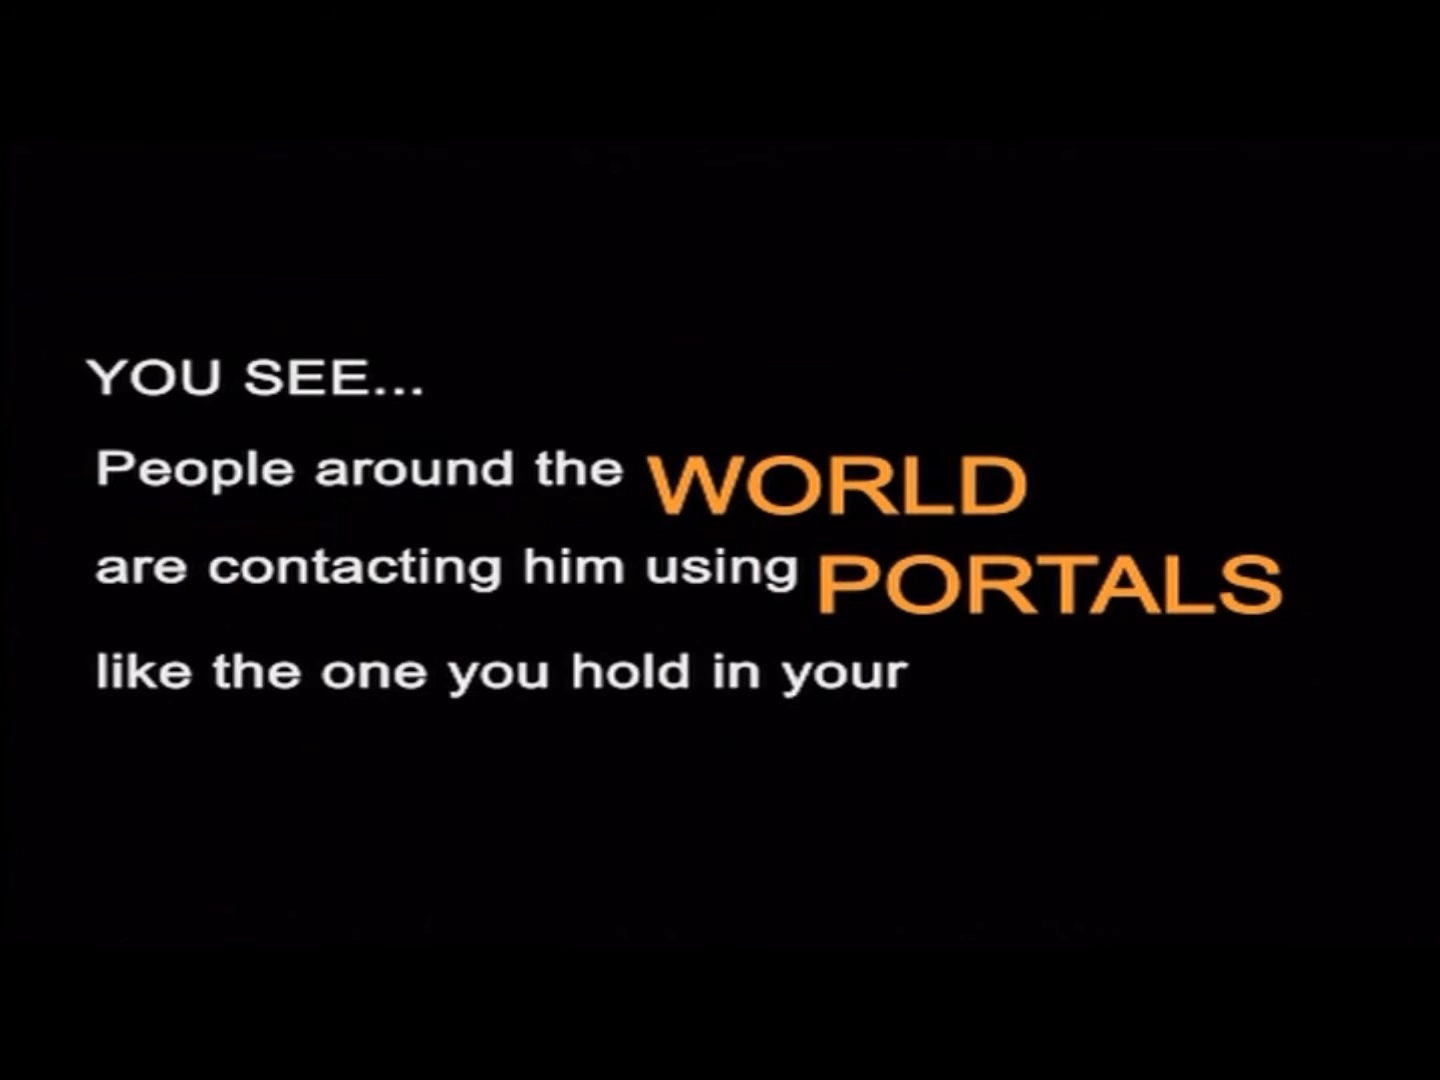 YOU SEE...
People around the WORLD
are contacting him using PORTALS
like the one you hold in your